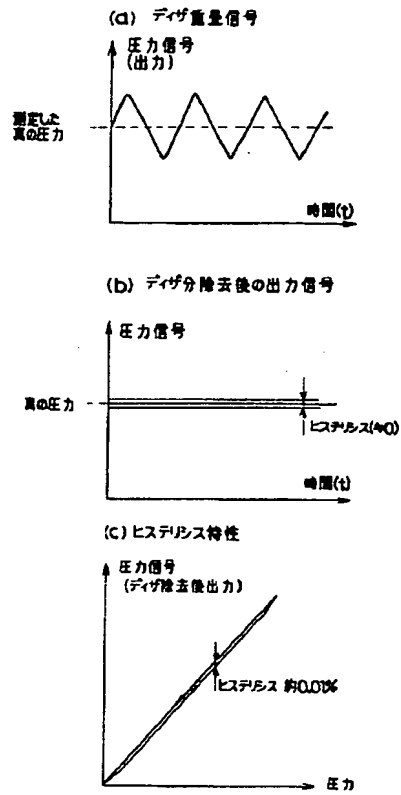 (a) ディザ重畳信号
圧力信号
(出力)
測定した
真の圧力
時間(t)
(b) ディザ分除去後の出力信号
圧力信号
真の圧力
ヒステリシス(≒0)
時間(t)
(c) ヒステリシス特性
圧力信号
(ディザ除去後出力)
ヒステリシス 約0.01%
圧力